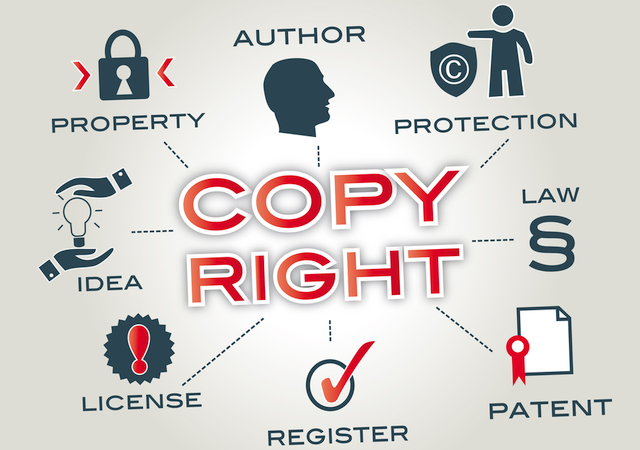 AUTHOR
PROPERTY
©
PROTECTION
COPY
RIGHT
LAW
§
IDEA
LICENSE
!
REGISTER
PATENT